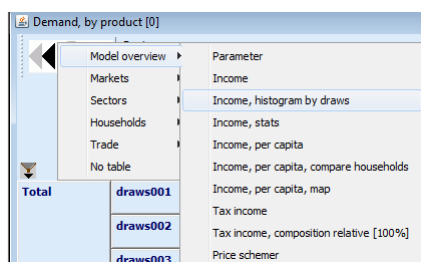 Demand, by product [0]
Model overview
Markets
Sectors
Households
Trade
No table
Parameter
Income
Income, histogram by draws
Income, stats
Income, per capita
Income, per capita, compare households
Income, per capita, map
Tax income
Tax income, composition relative [100%]
Price schemer
Total
draws001
draws002
draws003